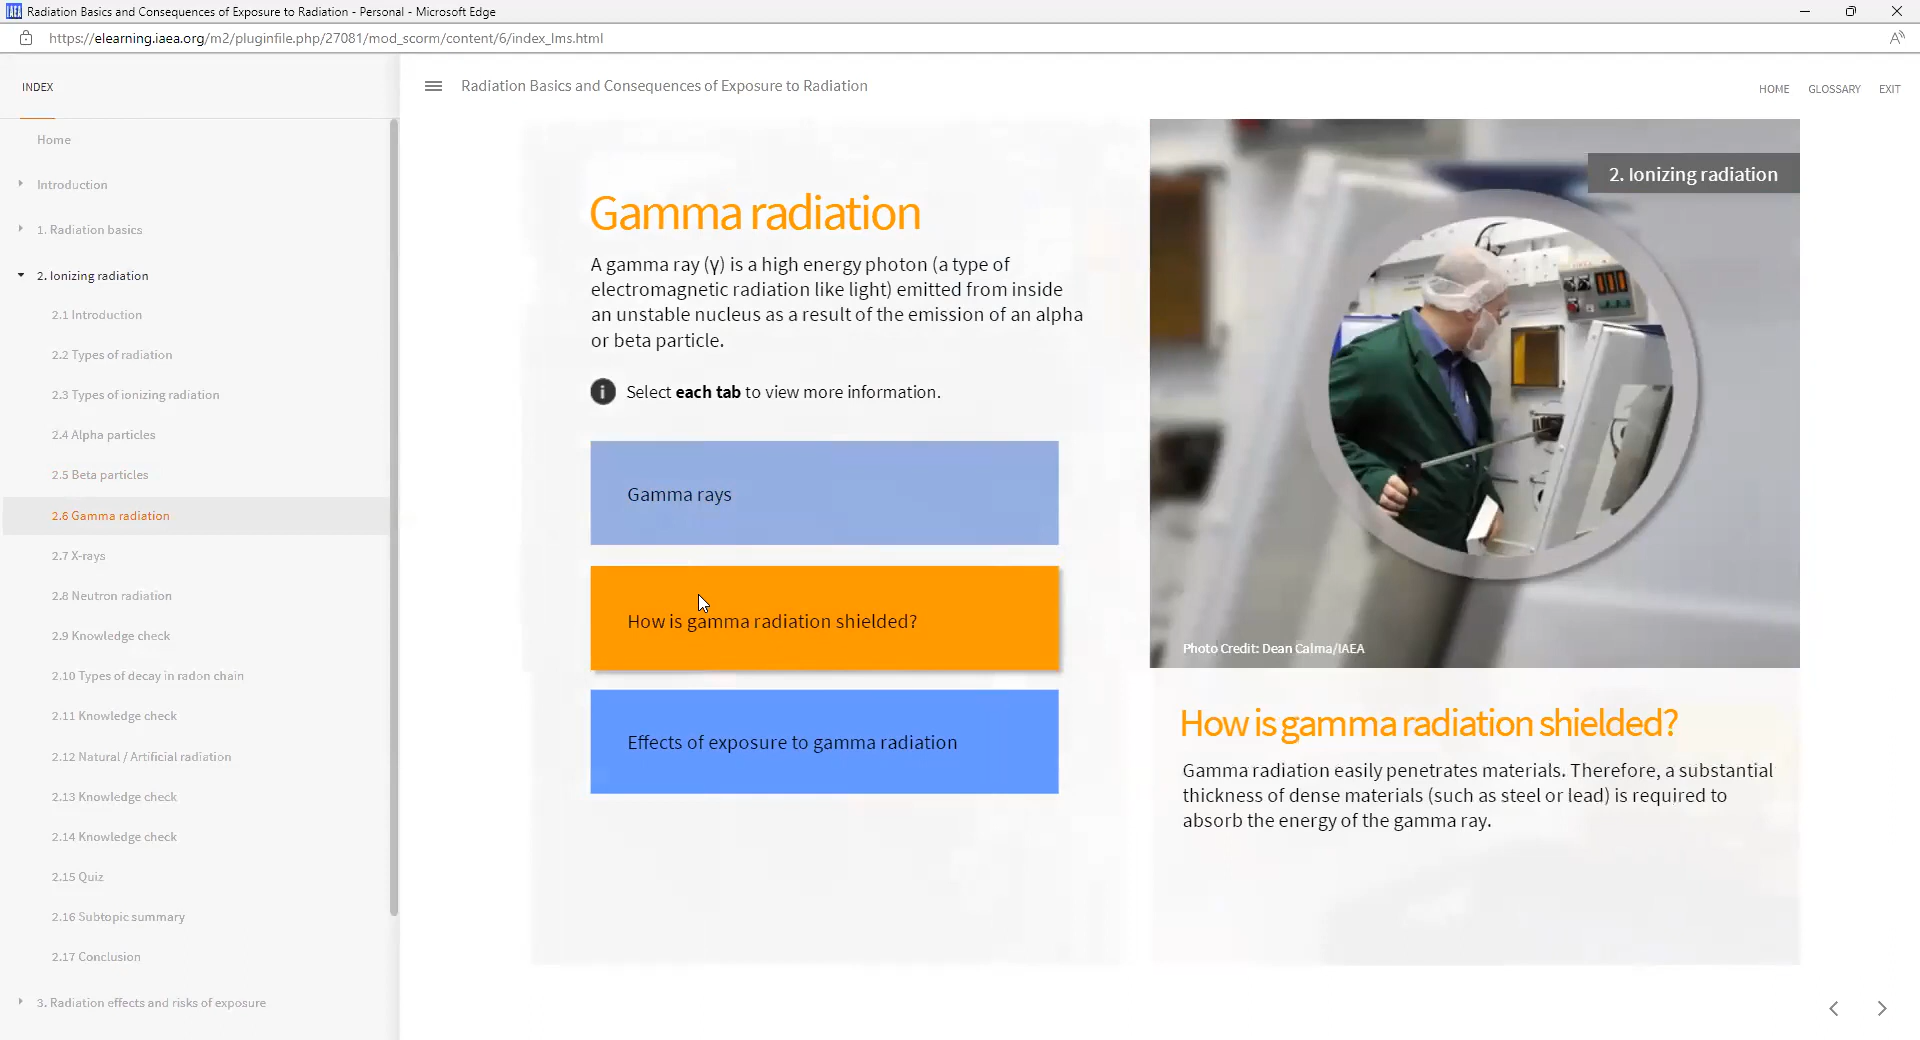 Radiation Basics and Consequences of Exposure to Radiation - Personal - Microsoft Edge
https://elearning.iaea.org/m2/pluginfile.php/27081/mod_scorm/content/6/index_lms.html
INDEX
Home
Introduction
1. Radiation basics
2. Ionizing radiation
2.1 Introduction
2.2 Types of radiation
2.3 Types of ionizing radiation
2.4 Alpha particles
2.5 Beta particles
2.6 Gamma radiation
2.7 X-rays
2.8 Neutron radiation
2.9 Knowledge check
2.10 Types of decay in radon chain
2.11 Knowledge check
2.12 Natural / Artificial radiation
2.13 Knowledge check
2.14 Knowledge check
2.15 Quiz
2.16 Subtopic summary
2.17 Conclusion
3. Radiation effects and risks of exposure
Radiation Basics and Consequences of Exposure to Radiation
HOME GLOSSARY EXIT
Gamma radiation
A gamma ray (γ) is a high energy photon (a type of
electromagnetic radiation like light) emitted from inside
an unstable nucleus as a result of the emission of an alpha
or beta particle.
Select each tab to view more information.
Gamma rays
How is gamma radiation shielded?
Effects of exposure to gamma radiation
2. Ionizing radiation
Photo Credit: Dean Calma/IAEA
How is gamma radiation shielded?
Gamma radiation easily penetrates materials. Therefore, a substantial
thickness of dense materials (such as steel or lead) is required to
absorb the energy of the gamma ray.